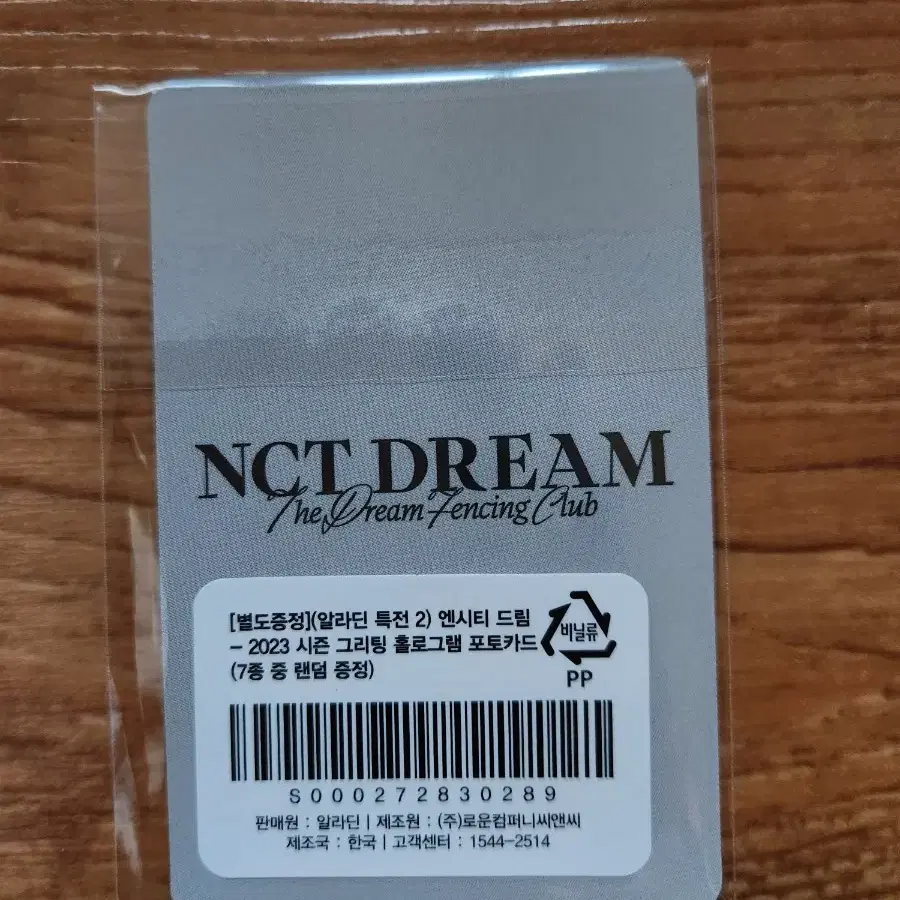 NCT DREAM
The Dream Fencing Club
[별도증정](알라딘 특전 2) 엔시티 드림
- 2023 시즌 그리팅 홀로그램 포토카드
(7종 중 랜덤 증정)
비닐류
PP
S000272830289
판매원 : 알라딘 | 제조원 : (주)로운컴퍼니씨앤씨
제조국 : 한국 | 고객센터 : 1544-2514